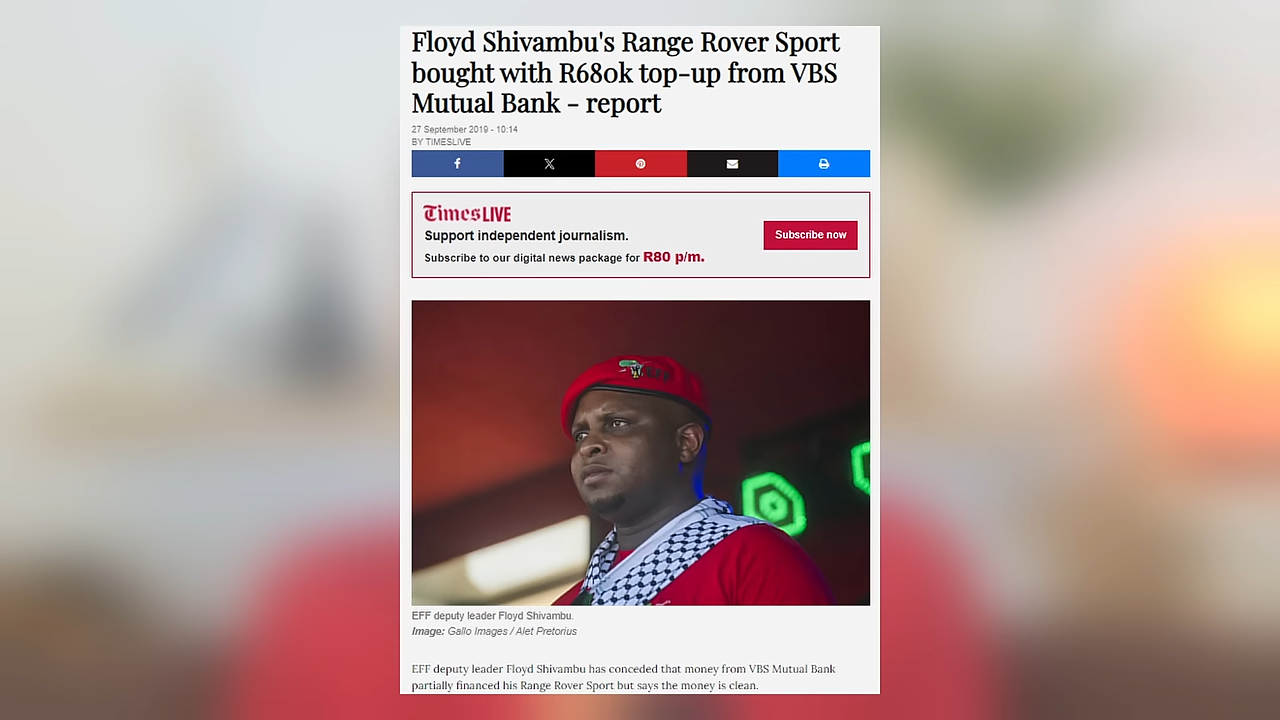 Floyd Shivambu's Range Rover Sport
bought with R680k top-up from VBS
Mutual Bank - report
27 September 2019 - 10:14
BY TIMESLIVE
TimesLIVE
Support independent journalism.
Subscribe to our digital news package for R80 p/m.
Subscribe now
EFF
EFF deputy leader Floyd Shivambu.
Image: Gallo Images / Alet Pretorius
EFF deputy leader Floyd Shivambu has conceded that money from VBS Mutual Bank
partially financed his Range Rover Sport but says the money is clean.